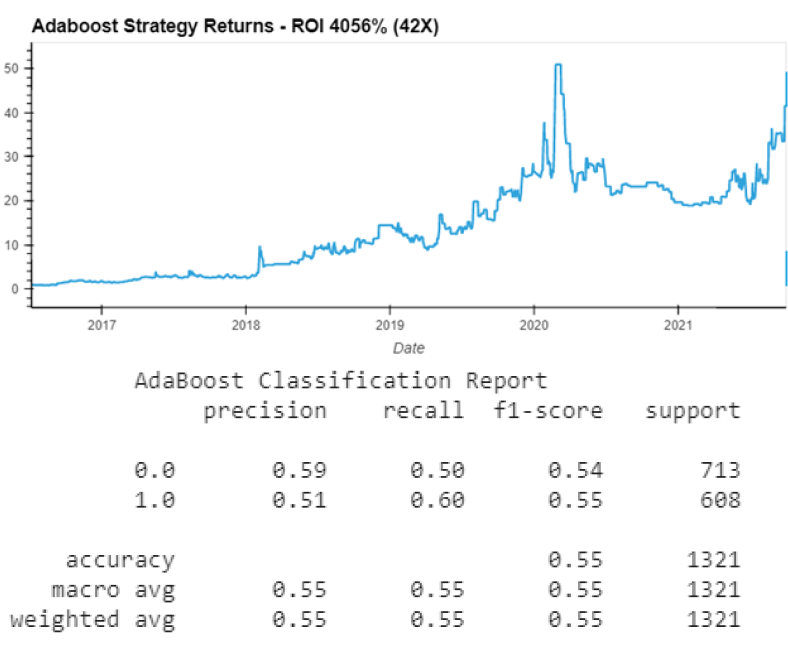 Adaboost Strategy Returns - ROI 4056% (42X)
50
40
30
20
10
0
2017 2018 2019 2020 2021
Date
AdaBoost Classification Report
precision recall f1-score support
0.0 0.59 0.50 0.54 713
1.0 0.51 0.60 0.55 608
accuracy 0.55 1321
macro avg 0.55 0.55 0.55 1321
weighted avg 0.55 0.55 0.55 1321